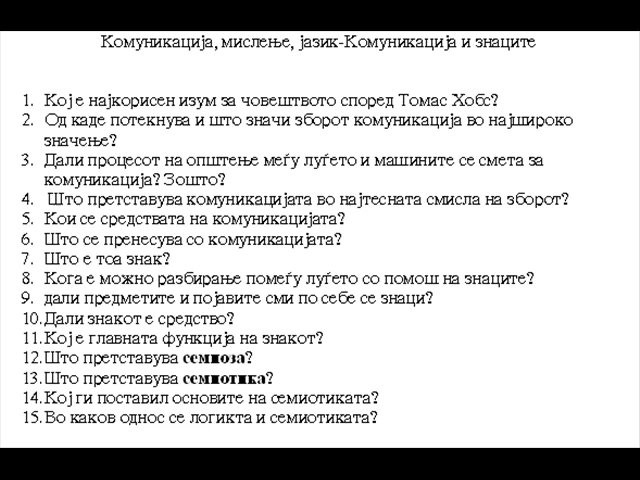 Комуникација, мислење, јазик-Комуникација и знаците
1. Кој е најкорисен изум за човештвото според Томас Хобс?
2. Од каде потекнува и што значи зборот комуникација во најшироко
значење?
3. Дали процесот на општење меѓу луѓето и машините се смета за
комуникација? Зошто?
4. Што претставува комуникацијата во најтесната смисла на зборот?
5. Кои се средствата на комуникацијата?
6. Што се пренесува со комуникацијата?
7. Што е тоа знак?
8. Кога е можно разбирање помеѓу луѓето со помош на знаците?
9. дали предметите и појавите сми по себе се знаци?
10. Дали знакот е средство?
11. Кој е главната функција на знакот?
12. Што претставува семиоза?
13. Што претставува семиотика?
14. Кој ги поставил основите на семиотиката?
15. Во каков однос се логикта и семиотиката?